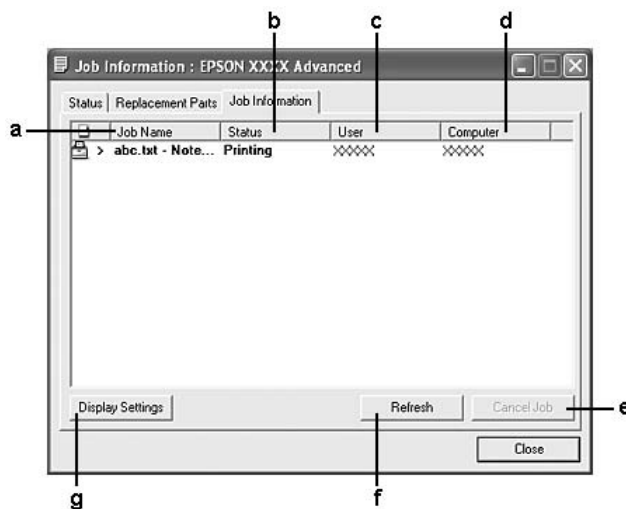 b c d
Job Information : EPSON XXXX Advanced
Status Replacement Parts Job Information
a Job Name Status User Computer
> abc.txt - Note... Printing XXXXX XXXXX
Display Settings Refresh Cancel Job e
Close
g f